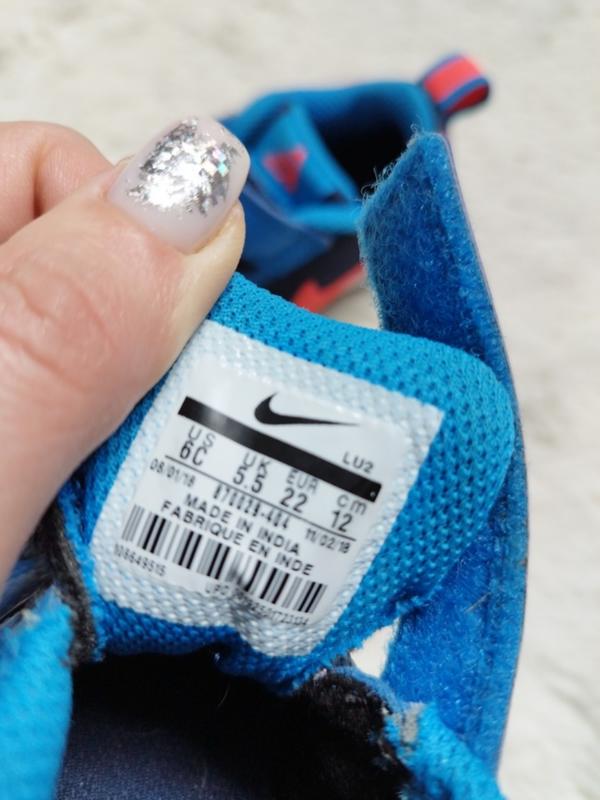 LU2
US UK EUR cm
6C 5.5 22 12
08/01/18 11/02/18
MADE IN INDIA
FABRIQUE EN INDE